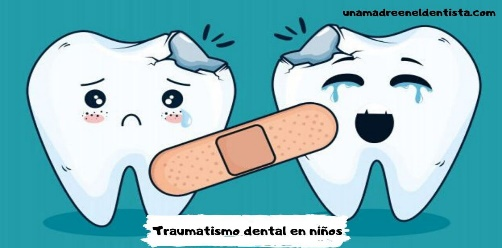 unamadreeneldentista.com
Traumatismo dental en niños